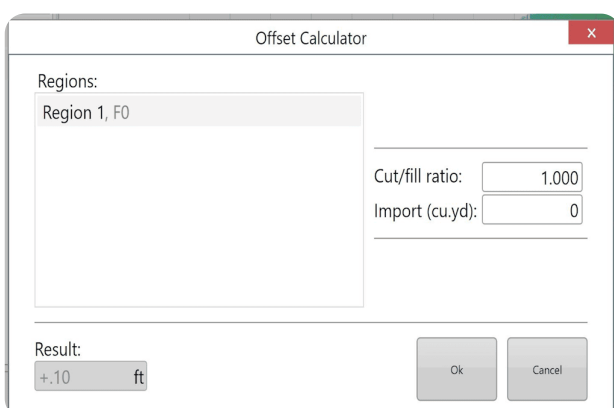 Offset Calculator
x
Regions:
Region 1, F0
Cut/fill ratio: 1.000
Import (cu.yd): 0
Result:
+.10 ft
Ok
Cancel